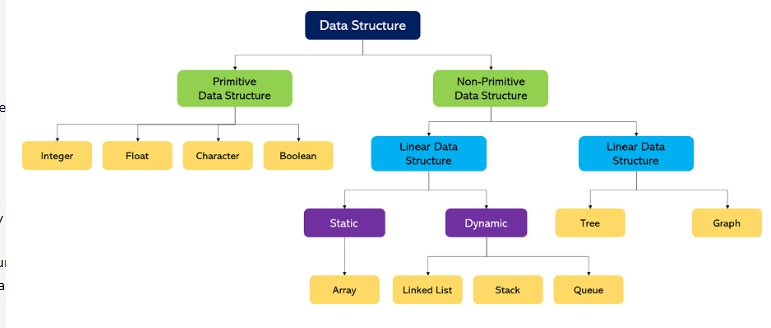 Data Structure
Primitive
Data Structure
Non-Primitive
Data Structure
Integer
Float
Character
Boolean
Linear Data
Structure
Linear Data
Structure
Static
Dynamic
Tree
Graph
Array
Linked List
Stack
Queue